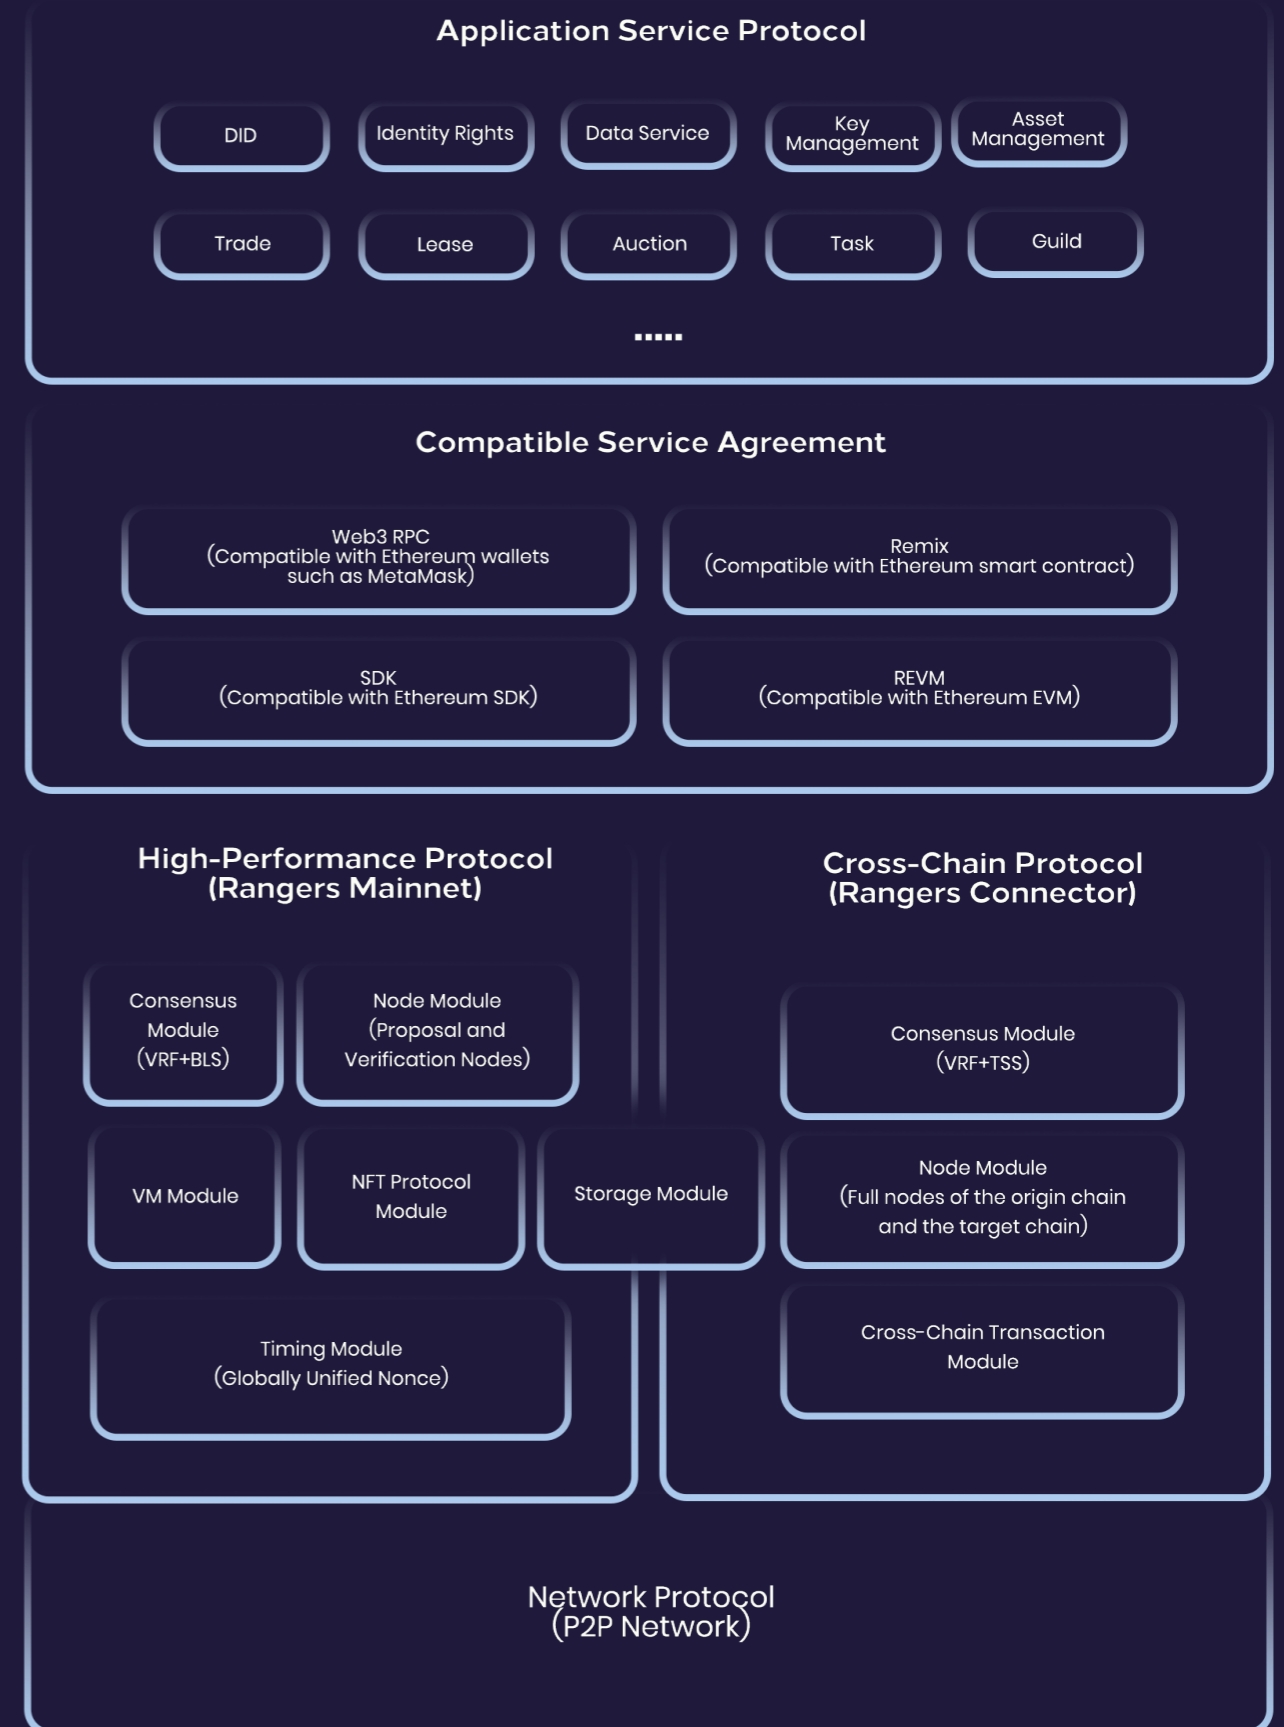 Application Service Protocol
DID
Identity Rights
Data Service
Key
Management
Asset
Management
Trade
Lease
Auction
Task
Guild
.....
Compatible Service Agreement
Web3 RPC
(Compatible with Ethereum wallets
such as MetaMask)
Remix
(Compatible with Ethereum smart contract)
SDK
(Compatible with Ethereum SDK)
REVM
(Compatible with Ethereum EVM)
High-Performance Protocol
(Rangers Mainnet)
Consensus
Module
(VRF+BLS)
Node Module
(Proposal and
Verification Nodes)
VM Module
NFT Protocol
Module
Storage Module
Timing Module
(Globally Unified Nonce)
Cross-Chain Protocol
(Rangers Connector)
Consensus Module
(VRF+TSS)
Node Module
(Full nodes of the origin chain
and the target chain)
Cross-Chain Transaction
Module
Network Protocol
(P2P Network)